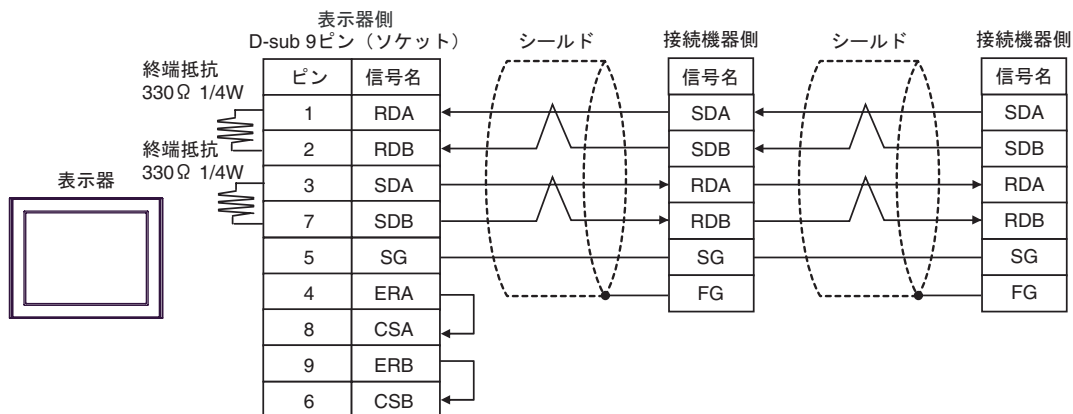 表示器側
D-sub 9ピン（ソケット）
シールド
接続機器側
シールド
接続機器側
終端抵抗
330Ω 1/4W
終端抵抗
330Ω 1/4W
表示器
ピン 信号名
1 RDA
2 RDB
3 SDA
7 SDB
5 SG
4 ERA
8 CSA
9 ERB
6 CSB
信号名
SDA
SDB
RDA
RDB
SG
FG
信号名
SDA
SDB
RDA
RDB
SG
FG